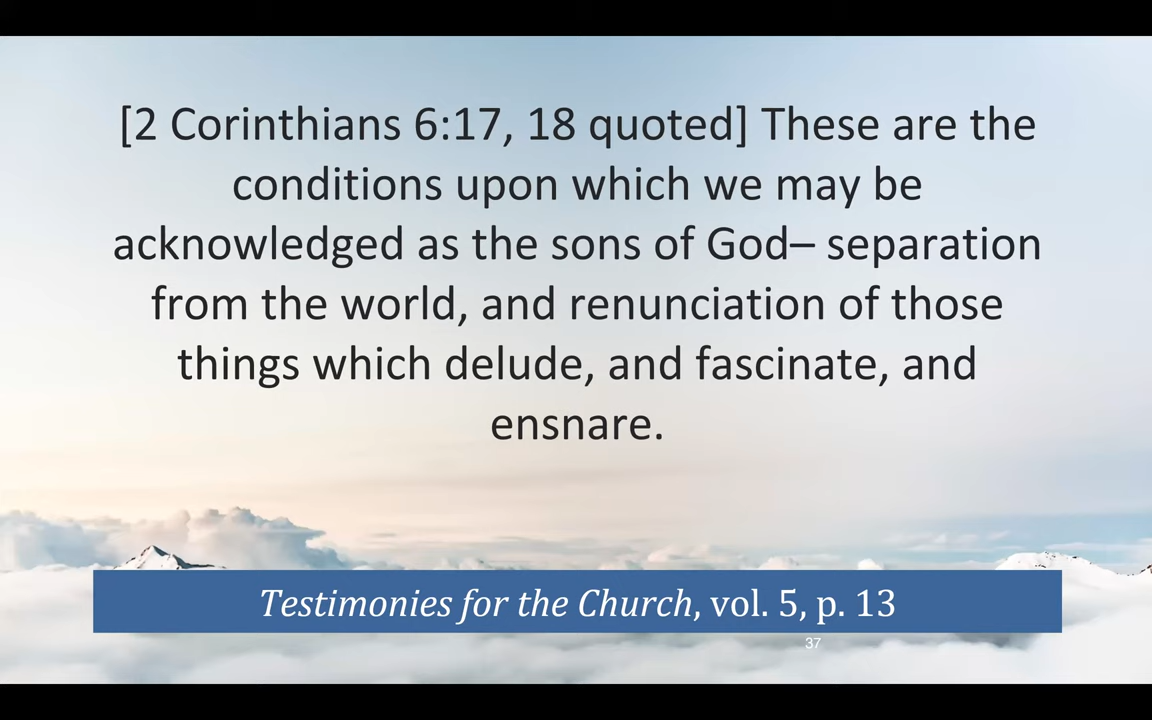 [2 Corinthians 6:17, 18 quoted] These are the
conditions upon which we may be
acknowledged as the sons of God– separation
from the world, and renunciation of those
things which delude, and fascinate, and
ensnare.
Testimonies for the Church, vol. 5, p. 13
37